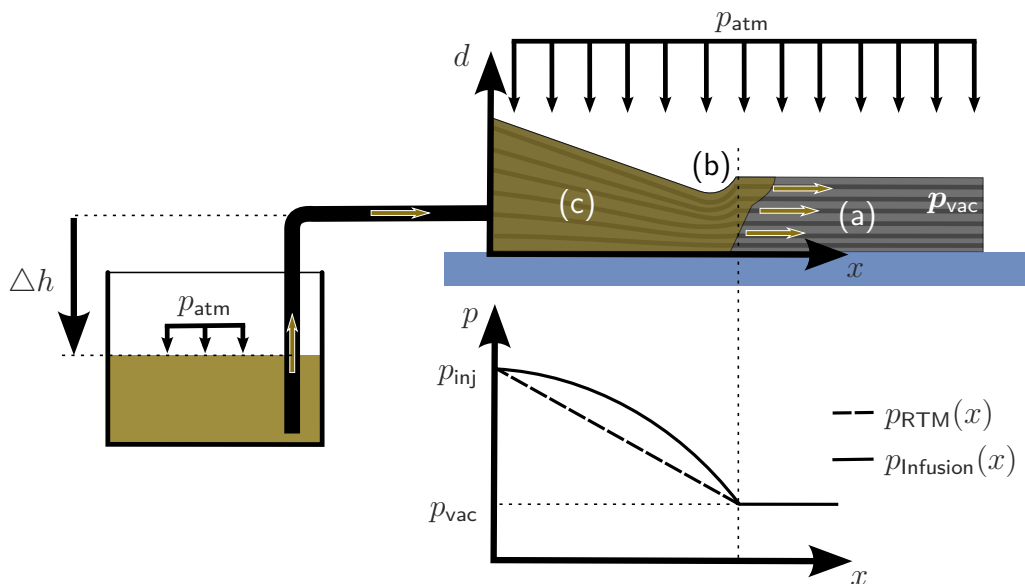 p_atm
d
(b)
(c)
(a)
p_vac
x
△h
p_atm
p
p_inj
p_RTM(x)
p_Infusion(x)
p_vac
x